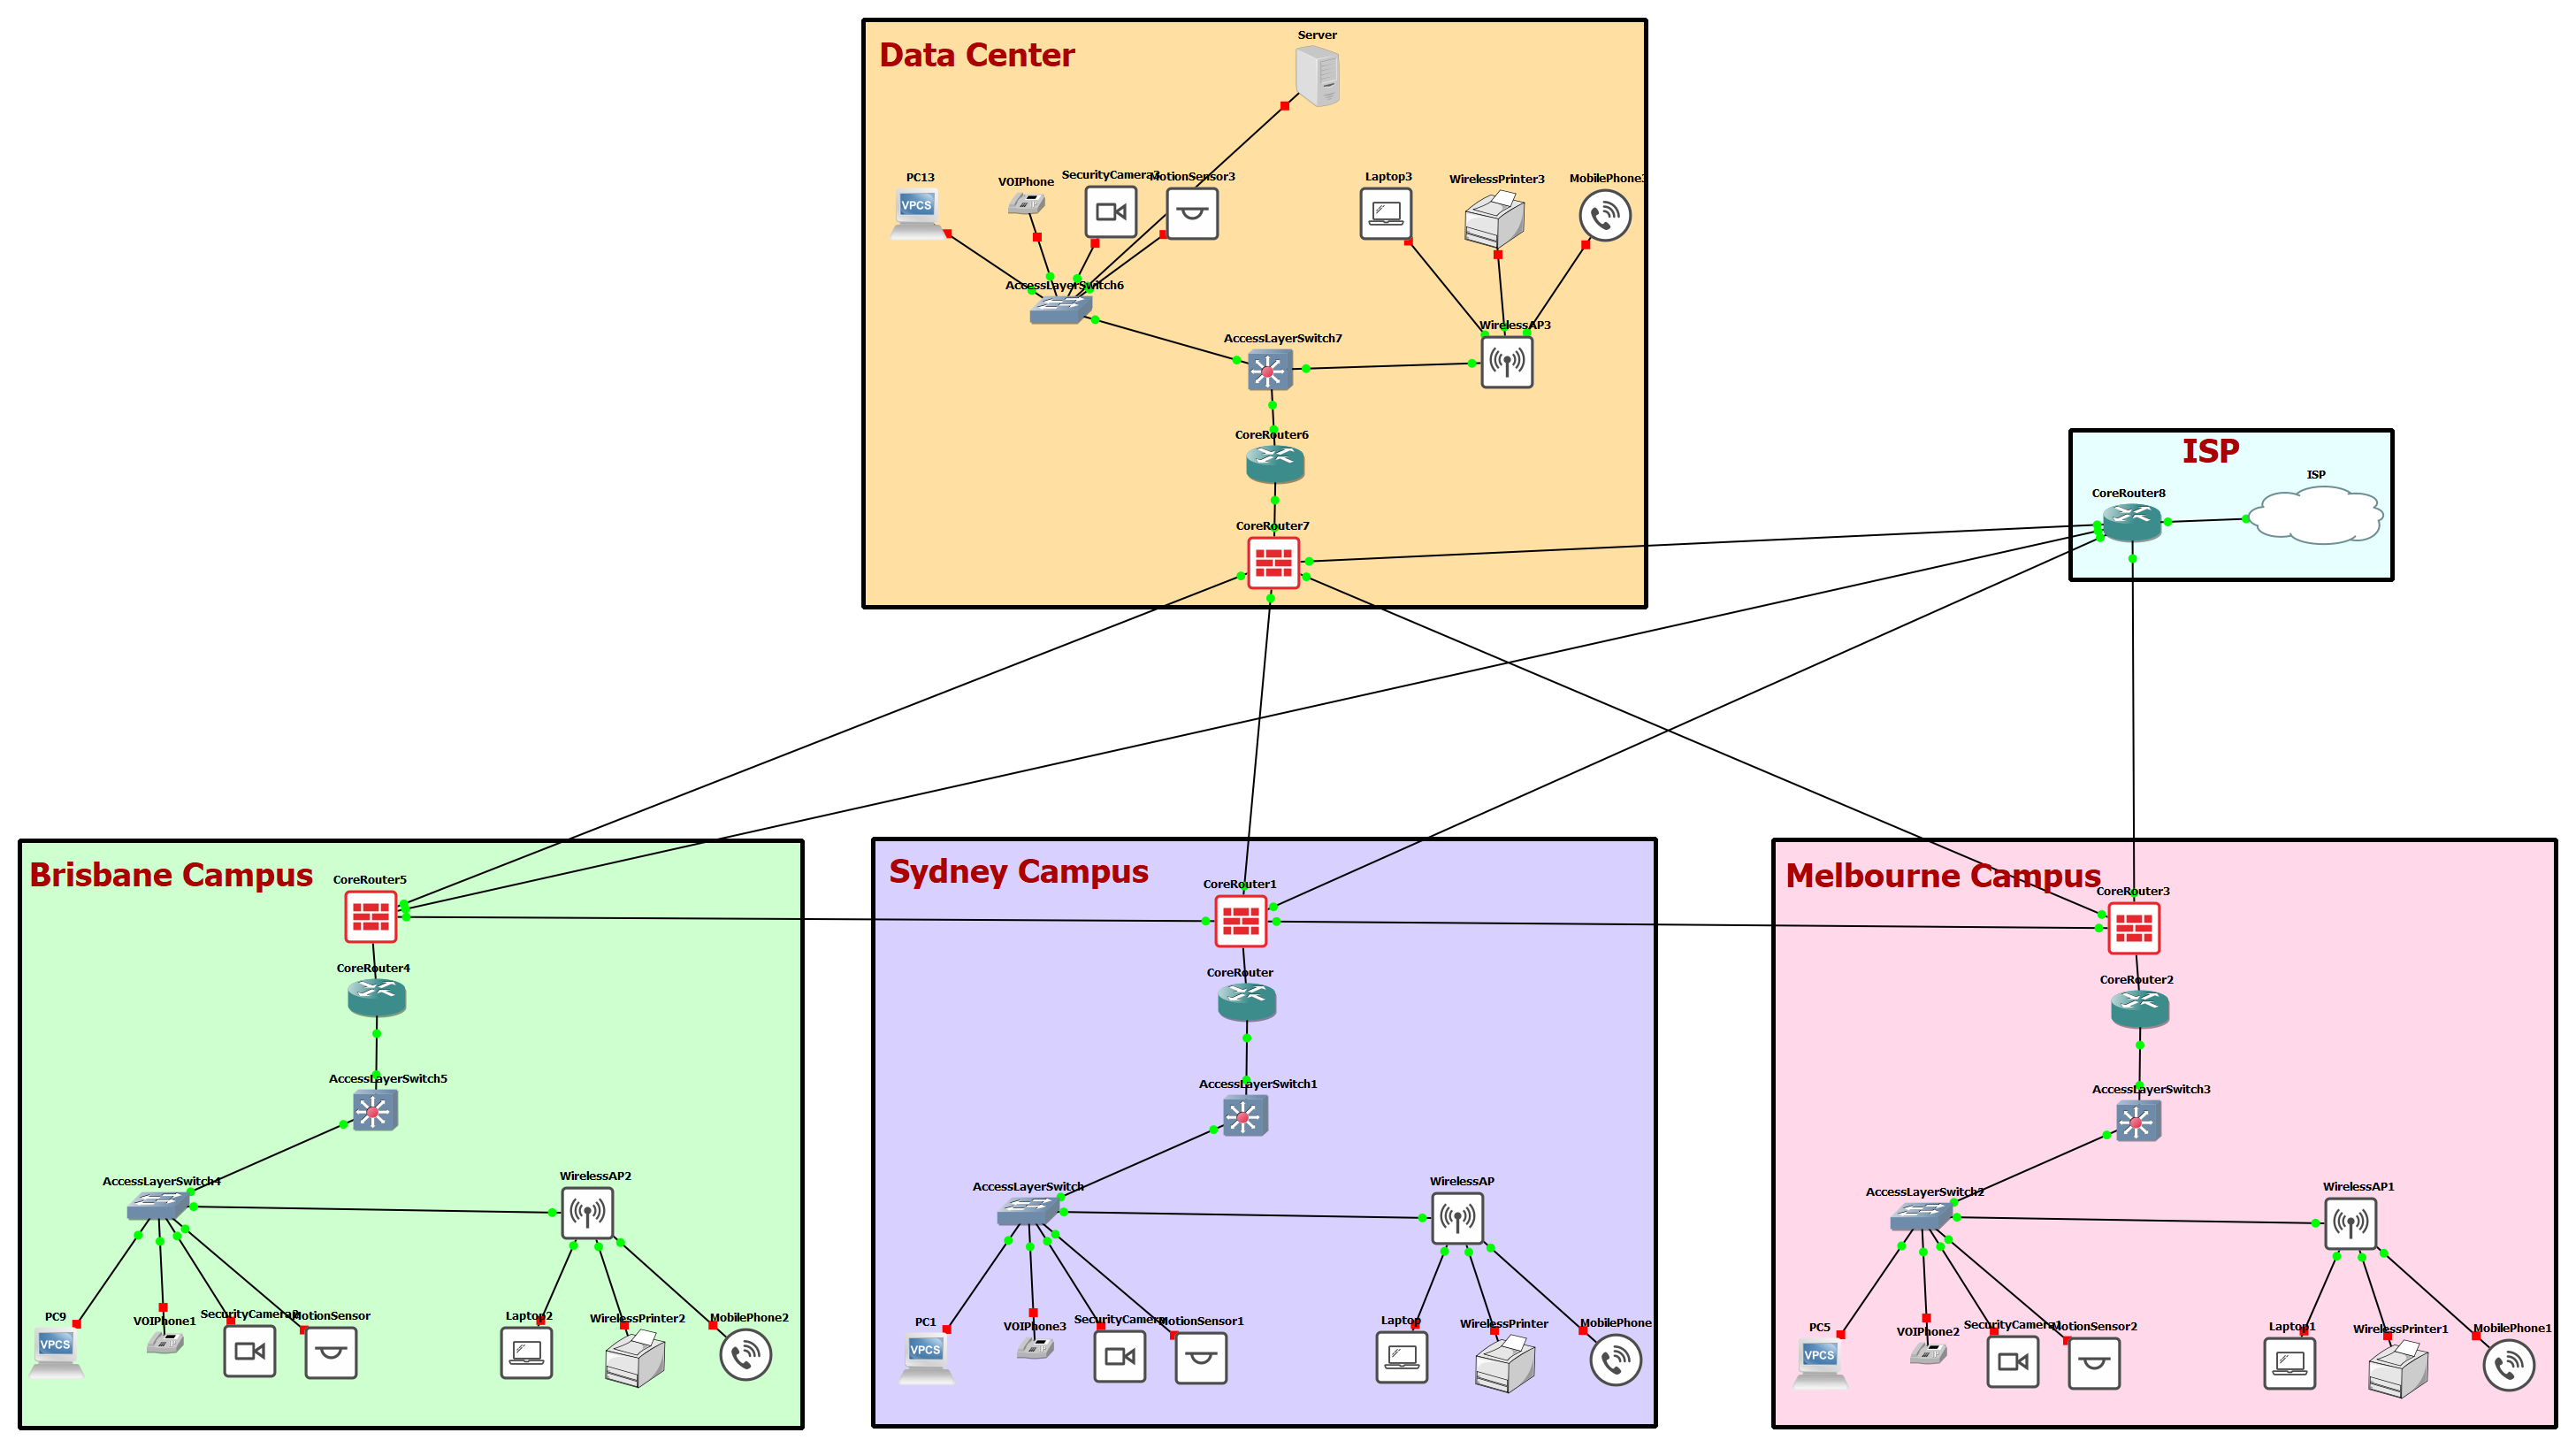 Data Center
Server
PC13
VOIPhone
SecurityCamera3
MotionSensor3
Laptop3
WirelessPrinter3
MobilePhone3
VPCS
AccessLayerSwitch6
WirelessAP3
AccessLayerSwitch7
CoreRouter6
CoreRouter7
ISP
ISP
CoreRouter8
Brisbane Campus
CoreRouter5
CoreRouter4
AccessLayerSwitch5
AccessLayerSwitch4
WirelessAP2
PC9
VOIPhone1
SecurityCamera2
MotionSensor
Laptop2
WirelessPrinter2
MobilePhone2
VPCS
Sydney Campus
CoreRouter1
CoreRouter
AccessLayerSwitch1
AccessLayerSwitch
WirelessAP
PC1
VOIPhone3
SecurityCamera
MotionSensor1
Laptop
WirelessPrinter
MobilePhone
VPCS
Melbourne Campus
CoreRouter3
CoreRouter2
AccessLayerSwitch3
AccessLayerSwitch2
WirelessAP1
PC5
VOIPhone2
SecurityCamera1
MotionSensor2
Laptop1
WirelessPrinter1
MobilePhone1
VPCS